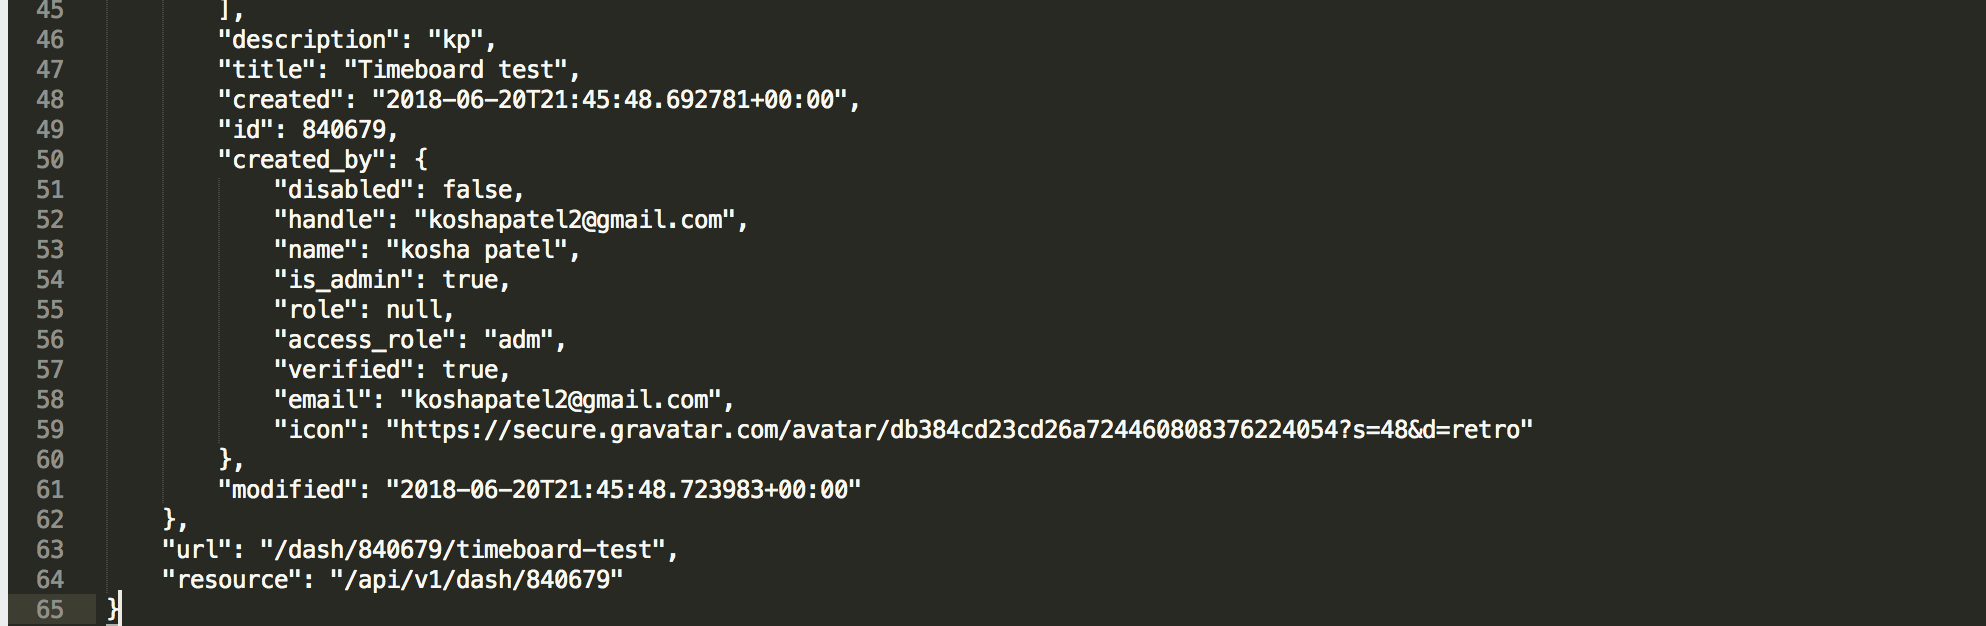 45 ],
46 "description": "kp",
47 "title": "Timeboard test",
48 "created": "2018-06-20T21:45:48.692781+00:00",
49 "id": 840679,
50 "created_by": {
51 "disabled": false,
52 "handle": "koshapatel2@gmail.com",
53 "name": "kosha patel",
54 "is_admin": true,
55 "role": null,
56 "access_role": "adm",
57 "verified": true,
58 "email": "koshapatel2@gmail.com",
59 "icon": "https://secure.gravatar.com/avatar/db384cd23cd26a724460808376224054?s=48&d=retro"
60 },
61 "modified": "2018-06-20T21:45:48.723983+00:00"
62 },
63 "url": "/dash/840679/timeboard-test",
64 "resource": "/api/v1/dash/840679"
65 }